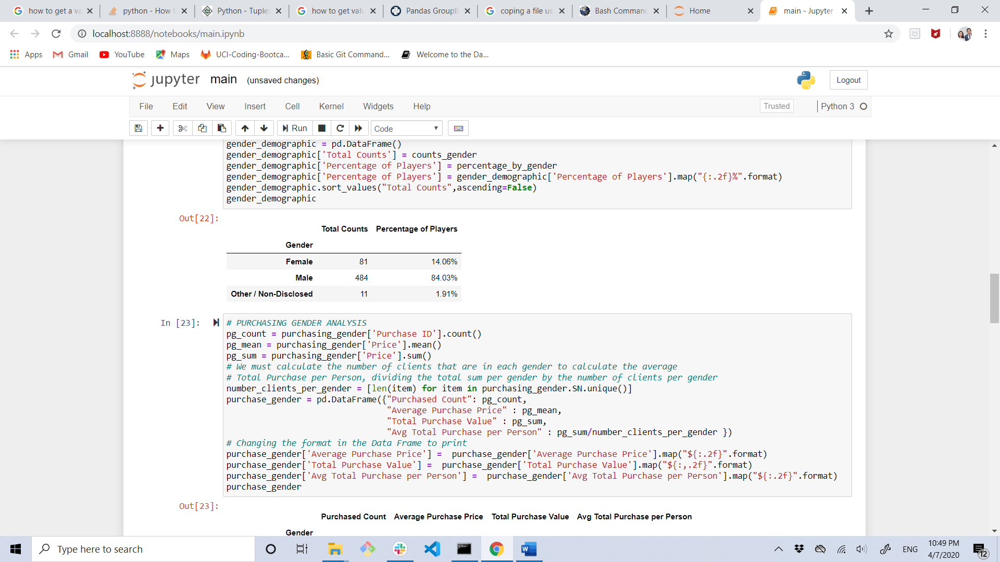 how to get a va
python - How t
Python - Tuples
how to get valu
Pandas GroupB
coping a file us
Bash Command
Home
main - Jupyter
localhost:8888/notebooks/main.ipynb
Apps
Gmail
YouTube
Maps
UCI-Coding-Bootca...
Basic Git Command...
Welcome to the Da...
jupyter main (unsaved changes)
Logout
File Edit View Insert Cell Kernel Widgets Help
Trusted
Python 3
Run
Code
gender_demographic = pd.DataFrame()
gender_demographic['Total Counts'] = counts_gender
gender_demographic['Percentage of Players'] = percentage_by_gender
gender_demographic['Percentage of Players'] = gender_demographic['Percentage of Players'].map("{:.2f}%".format)
gender_demographic.sort_values("Total Counts",ascending=False)
gender_demographic
Out[22]:
Total Counts Percentage of Players
Gender
Female 81 14.06%
Male 484 84.03%
Other / Non-Disclosed 11 1.91%
In [23]:
# PURCHASING GENDER ANALYSIS
pg_count = purchasing_gender['Purchase ID'].count()
pg_mean = purchasing_gender['Price'].mean()
pg_sum = purchasing_gender['Price'].sum()
# We must calculate the number of clients that are in each gender to calculate the average
# Total Purchase per Person, dividing the total sum per gender by the number of clients per gender
number_clients_per_gender = [len(item) for item in purchasing_gender.SN.unique()]
purchase_gender = pd.DataFrame({"Purchased Count": pg_count,
"Average Purchase Price" : pg_mean,
"Total Purchase Value" : pg_sum,
"Avg Total Purchase per Person" : pg_sum/number_clients_per_gender })
# Changing the format in the Data Frame to print
purchase_gender['Average Purchase Price'] =  purchase_gender['Average Purchase Price'].map("${:.2f}".format)
purchase_gender['Total Purchase Value'] =  purchase_gender['Total Purchase Value'].map("${:,.2f}".format)
purchase_gender['Avg Total Purchase per Person'] =  purchase_gender['Avg Total Purchase per Person'].map("${:.2f}".format)
purchase_gender
Out[23]:
Purchased Count Average Purchase Price Total Purchase Value Avg Total Purchase per Person
Gender
Type here to search
ENG
10:49 PM
4/7/2020
12